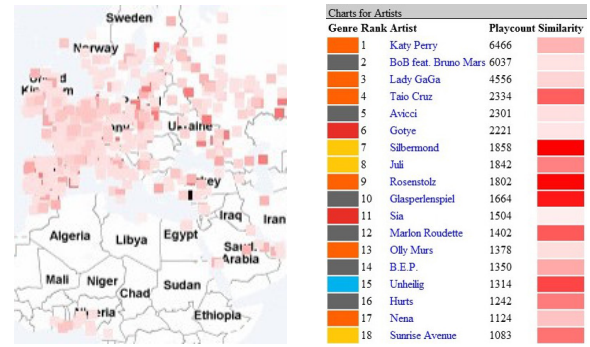 Sweden
Norway
Iraq
Iran
Algeria
Libya
Egypt
Arabia
Mali
Niger
Chad
Sudan
Ethiopia
Charts for Artists
Genre Rank Artist Playcount Similarity
1 Katy Perry 6466
2 BoB feat. Bruno Mars 6037
3 Lady GaGa 4556
4 Taio Cruz 2334
5 Avicci 2301
6 Gotye 2221
7 Silbermond 1858
8 Juli 1842
9 Rosenstolz 1802
10 Glasperlenspiel 1664
11 Sia 1504
12 Marlon Roudette 1402
13 Olly Murs 1378
14 B.E.P. 1350
15 Unheilig 1314
16 Hurts 1242
17 Nena 1124
18 Sunrise Avenue 1083